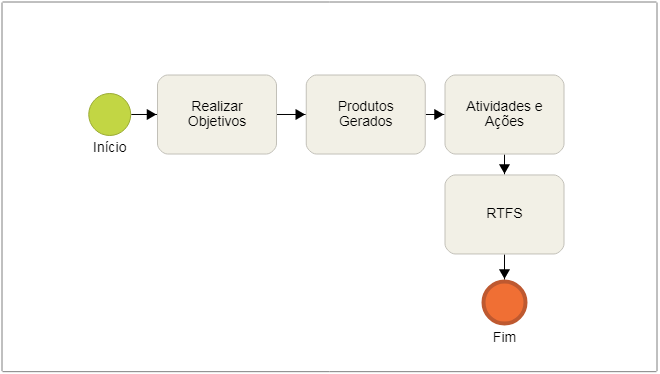 Realizar
Objetivos
Produtos
Gerados
Atividades e
Ações
Início
RTFS
Fim